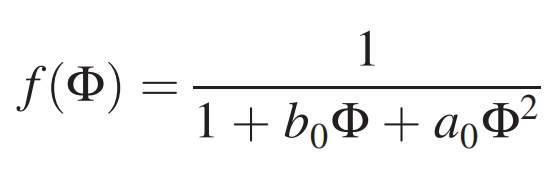 f(Φ) = 1 / (1 + b₀Φ + a₀Φ²)